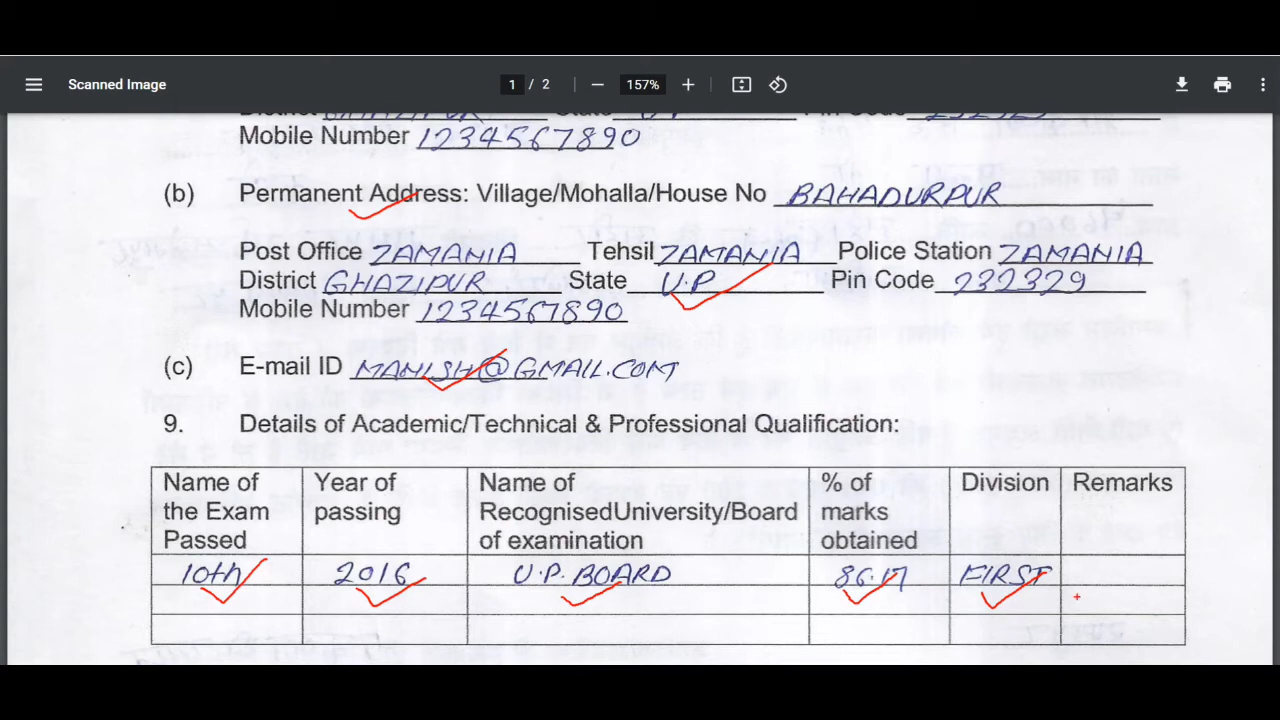 Scanned Image 1 / 2 157%
Mobile Number 1234567890
(b) Permanent Address: Village/Mohalla/House No BAHADURPUR
Post Office ZAMANIA Tehsil ZAMANIA Police Station ZAMANIA
District GHAZIPUR State U.P Pin Code 232329
Mobile Number 1234567890
(c) E-mail ID MANISH@GMAIL.COM
9. Details of Academic/Technical & Professional Qualification:
Name of the Exam Passed
Year of passing
Name of RecognisedUniversity/Board of examination
% of marks obtained
Division
Remarks
10th 2016 U.P. BOARD 86.17 FIRST